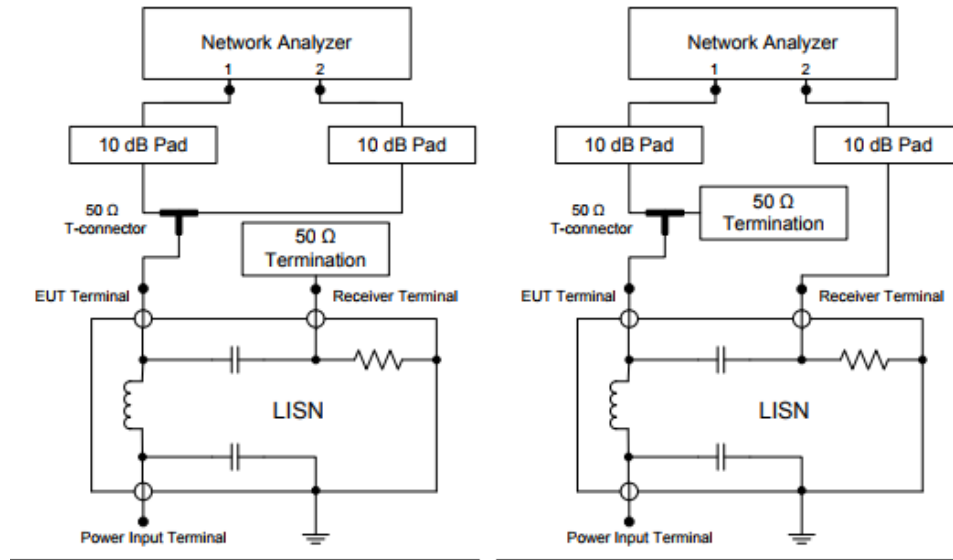 Network Analyzer
1 2
10 dB Pad
10 dB Pad
50 Ω
T-connector
50 Ω
Termination
EUT Terminal
Receiver Terminal
LISN
Power Input Terminal
Network Analyzer
1 2
10 dB Pad
10 dB Pad
50 Ω
T-connector
50 Ω
Termination
EUT Terminal
Receiver Terminal
LISN
Power Input Terminal